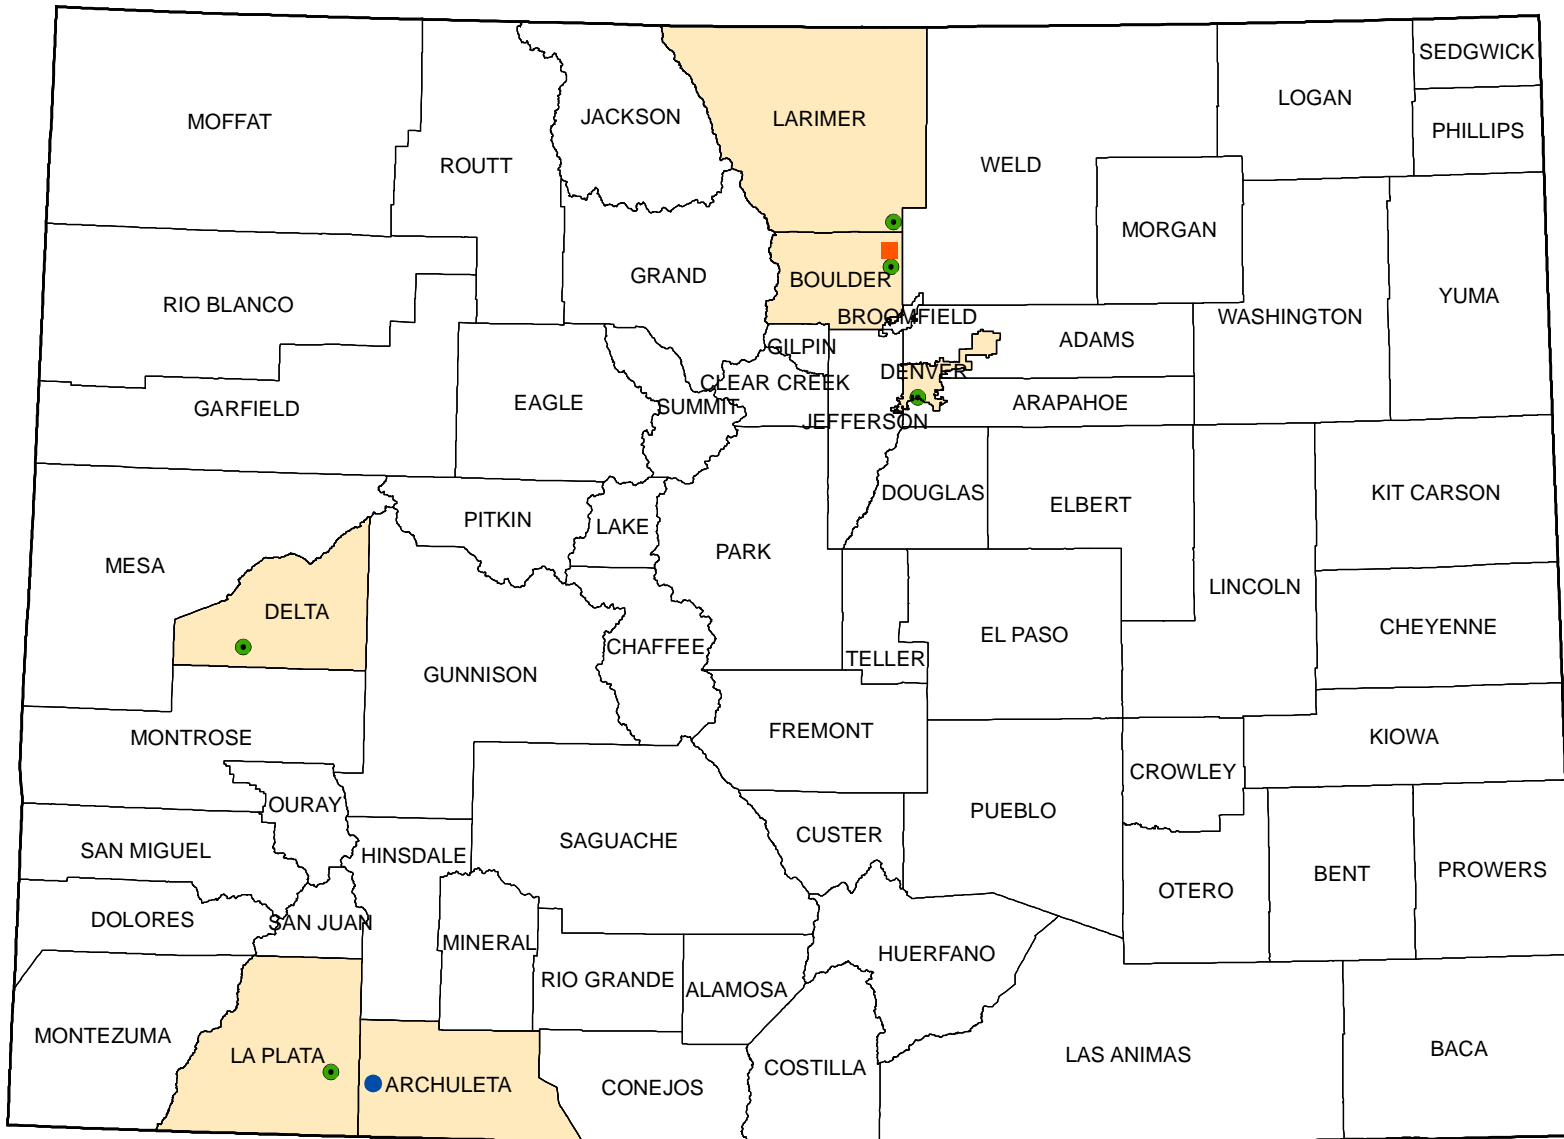 SEDGWICK
LOGAN
JACKSON
LARIMER
MOFFAT
PHILLIPS
ROUTT
WELD
MORGAN
GRAND
BOULDER
YUMA
RIO BLANCO
BROOMFIELD
WASHINGTON
GILPIN
ADAMS
DENVER
CLEAR CREEK
EAGLE
ARAPAHOE
GARFIELD
SUMMIT
JEFFERSON
DOUGLAS
KIT CARSON
ELBERT
PITKIN
LAKE
PARK
MESA
LINCOLN
DELTA
CHEYENNE
EL PASO
CHAFFEE
TELLER
GUNNISON
FREMONT
MONTROSE
KIOWA
CROWLEY
OURAY
PUEBLO
CUSTER
SAGUACHE
SAN MIGUEL
HINSDALE
PROWERS
BENT
OTERO
DOLORES
SAN JUAN
MINERAL
HUERFANO
RIO GRANDE
ALAMOSA
MONTEZUMA
BACA
LA PLATA
LAS ANIMAS
COSTILLA
ARCHULETA
CONEJOS